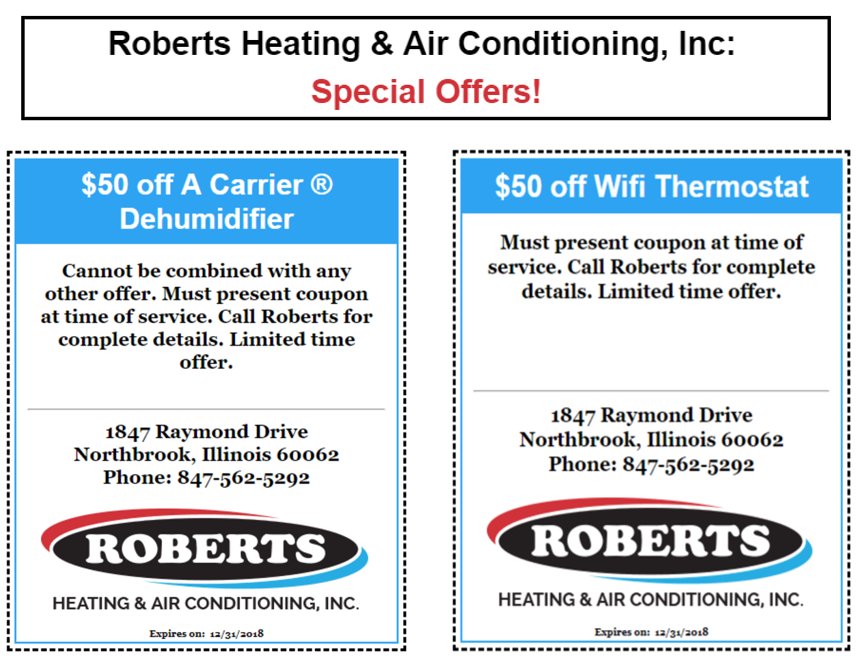 Roberts Heating & Air Conditioning, Inc:
Special Offers!
$50 off A Carrier ®
Dehumidifier
Cannot be combined with any
other offer. Must present coupon
at time of service. Call Roberts for
complete details. Limited time
offer.
1847 Raymond Drive
Northbrook, Illinois 60062
Phone: 847-562-5292
ROBERTS
HEATING & AIR CONDITIONING, INC.
Expires on: 12/31/2018
$50 off Wifi Thermostat
Must present coupon at time of
service. Call Roberts for complete
details. Limited time offer.
1847 Raymond Drive
Northbrook, Illinois 60062
Phone: 847-562-5292
ROBERTS
HEATING & AIR CONDITIONING, INC.
Expires on: 12/31/2018